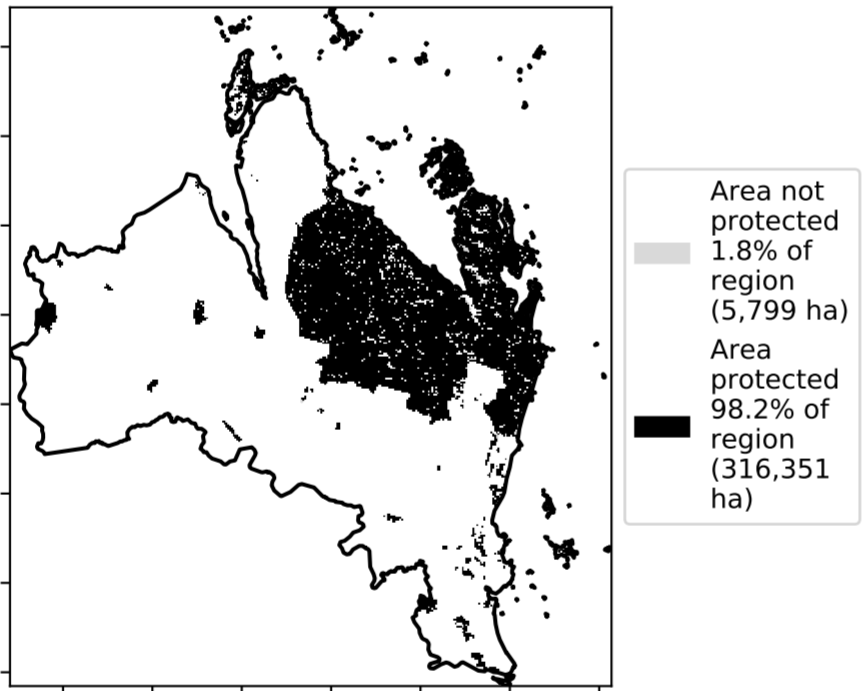 Area not
protected
1.8% of
region
(5,799 ha)
Area
protected
98.2% of
region
(316,351
ha)